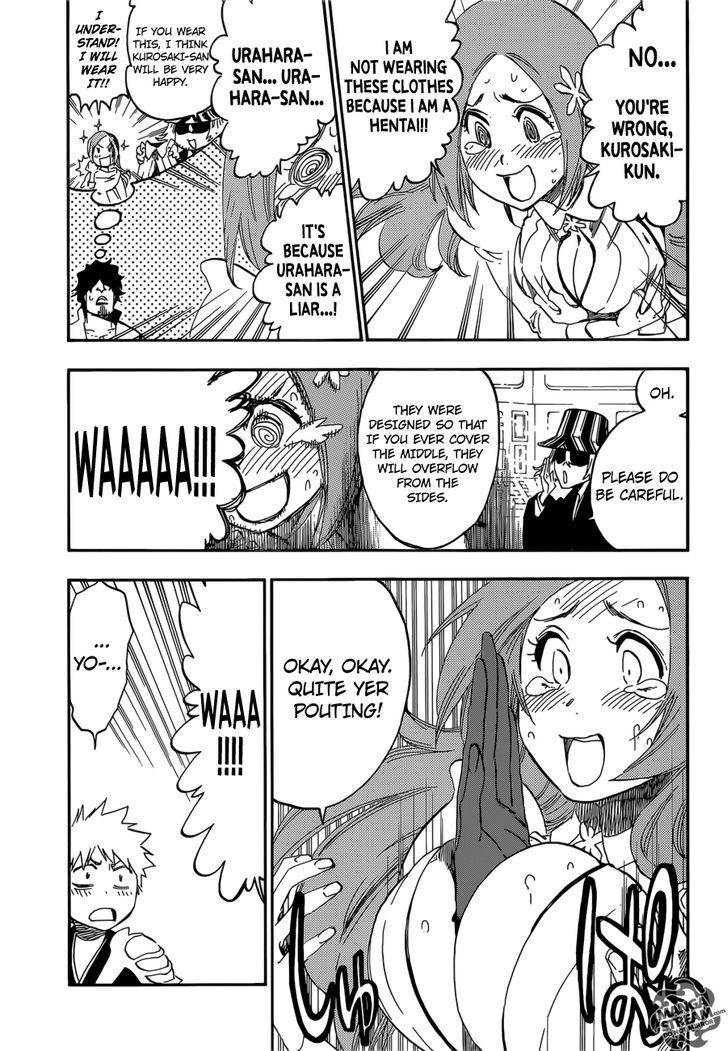 NO...
YOU'RE
WRONG,
KUROSAKI-
KUN.
I AM
NOT WEARING
THESE CLOTHES
BECAUSE I AM A
HENTAI!!
URAHARA-
SAN... URA-
HARA-SAN...
IT'S
BECAUSE
URAHARA-
SAN IS A
LIAR...!
IF YOU WEAR
THIS, I THINK
KUROSAKI-SAN
WILL BE VERY
HAPPY.
I
UNDER-
STAND!
I WILL
WEAR
IT!!
OH.
PLEASE DO
BE CAREFUL.
THEY WERE
DESIGNED SO THAT
IF YOU EVER COVER
THE MIDDLE, THEY
WILL OVERFLOW
FROM THE
SIDES.
WAAAAA!!!
OKAY, OKAY.
QUITE YER
POUTING!
WAAA
!!!!
...
YO-...
MANGA
STREAM